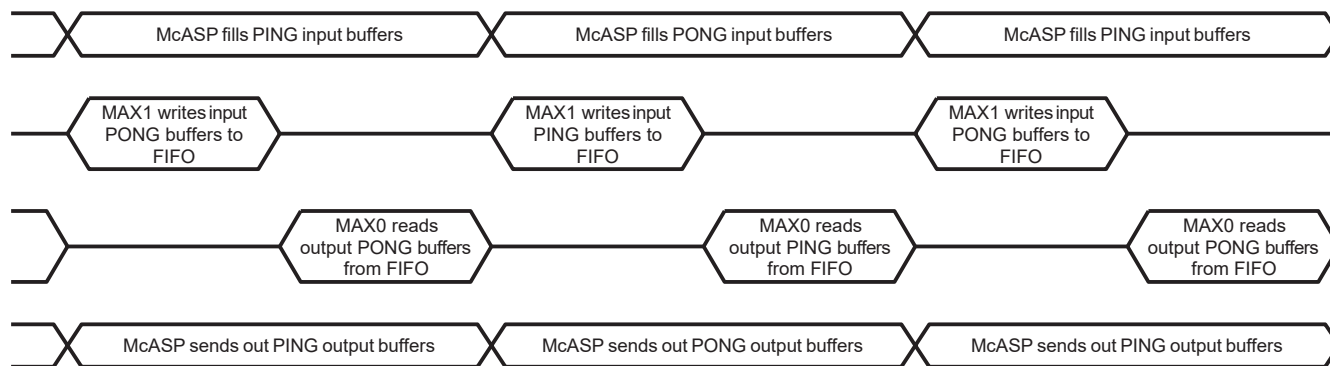 McASP fills PING input buffers
McASP fills PONG input buffers
McASP fills PING input buffers
MAX1 writes input
PONG buffers to
FIFO
MAX1 writes input
PING buffers to
FIFO
MAX1 writes input
PONG buffers to
FIFO
MAX0 reads
output PONG buffers
from FIFO
MAX0 reads
output PING buffers
from FIFO
MAX0 reads
output PONG buffers
from FIFO
McASP sends out PING output buffers
McASP sends out PONG output buffers
McASP sends out PING output buffers